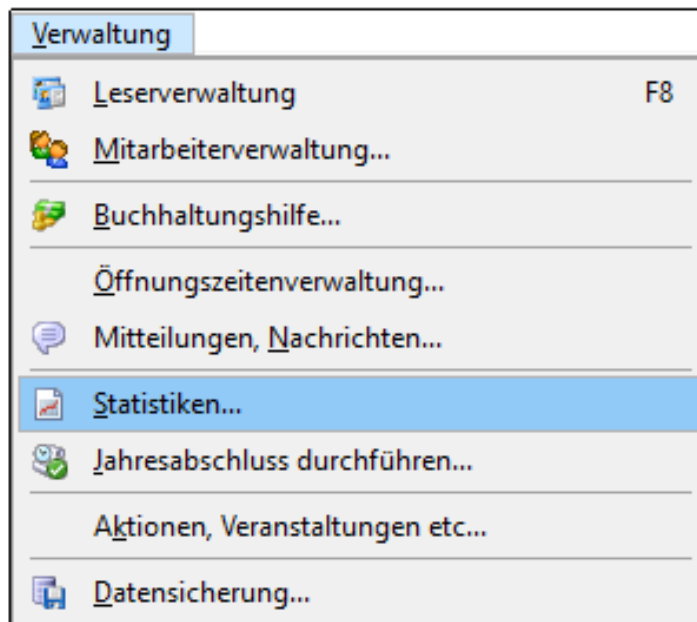 Verwaltung
Leserverwaltung F8
Mitarbeiterverwaltung...
Buchhaltungshilfe...
Öffnungszeitenverwaltung...
Mitteilungen, Nachrichten...
Statistiken...
Jahresabschluss durchführen...
Aktionen, Veranstaltungen etc...
Datensicherung...